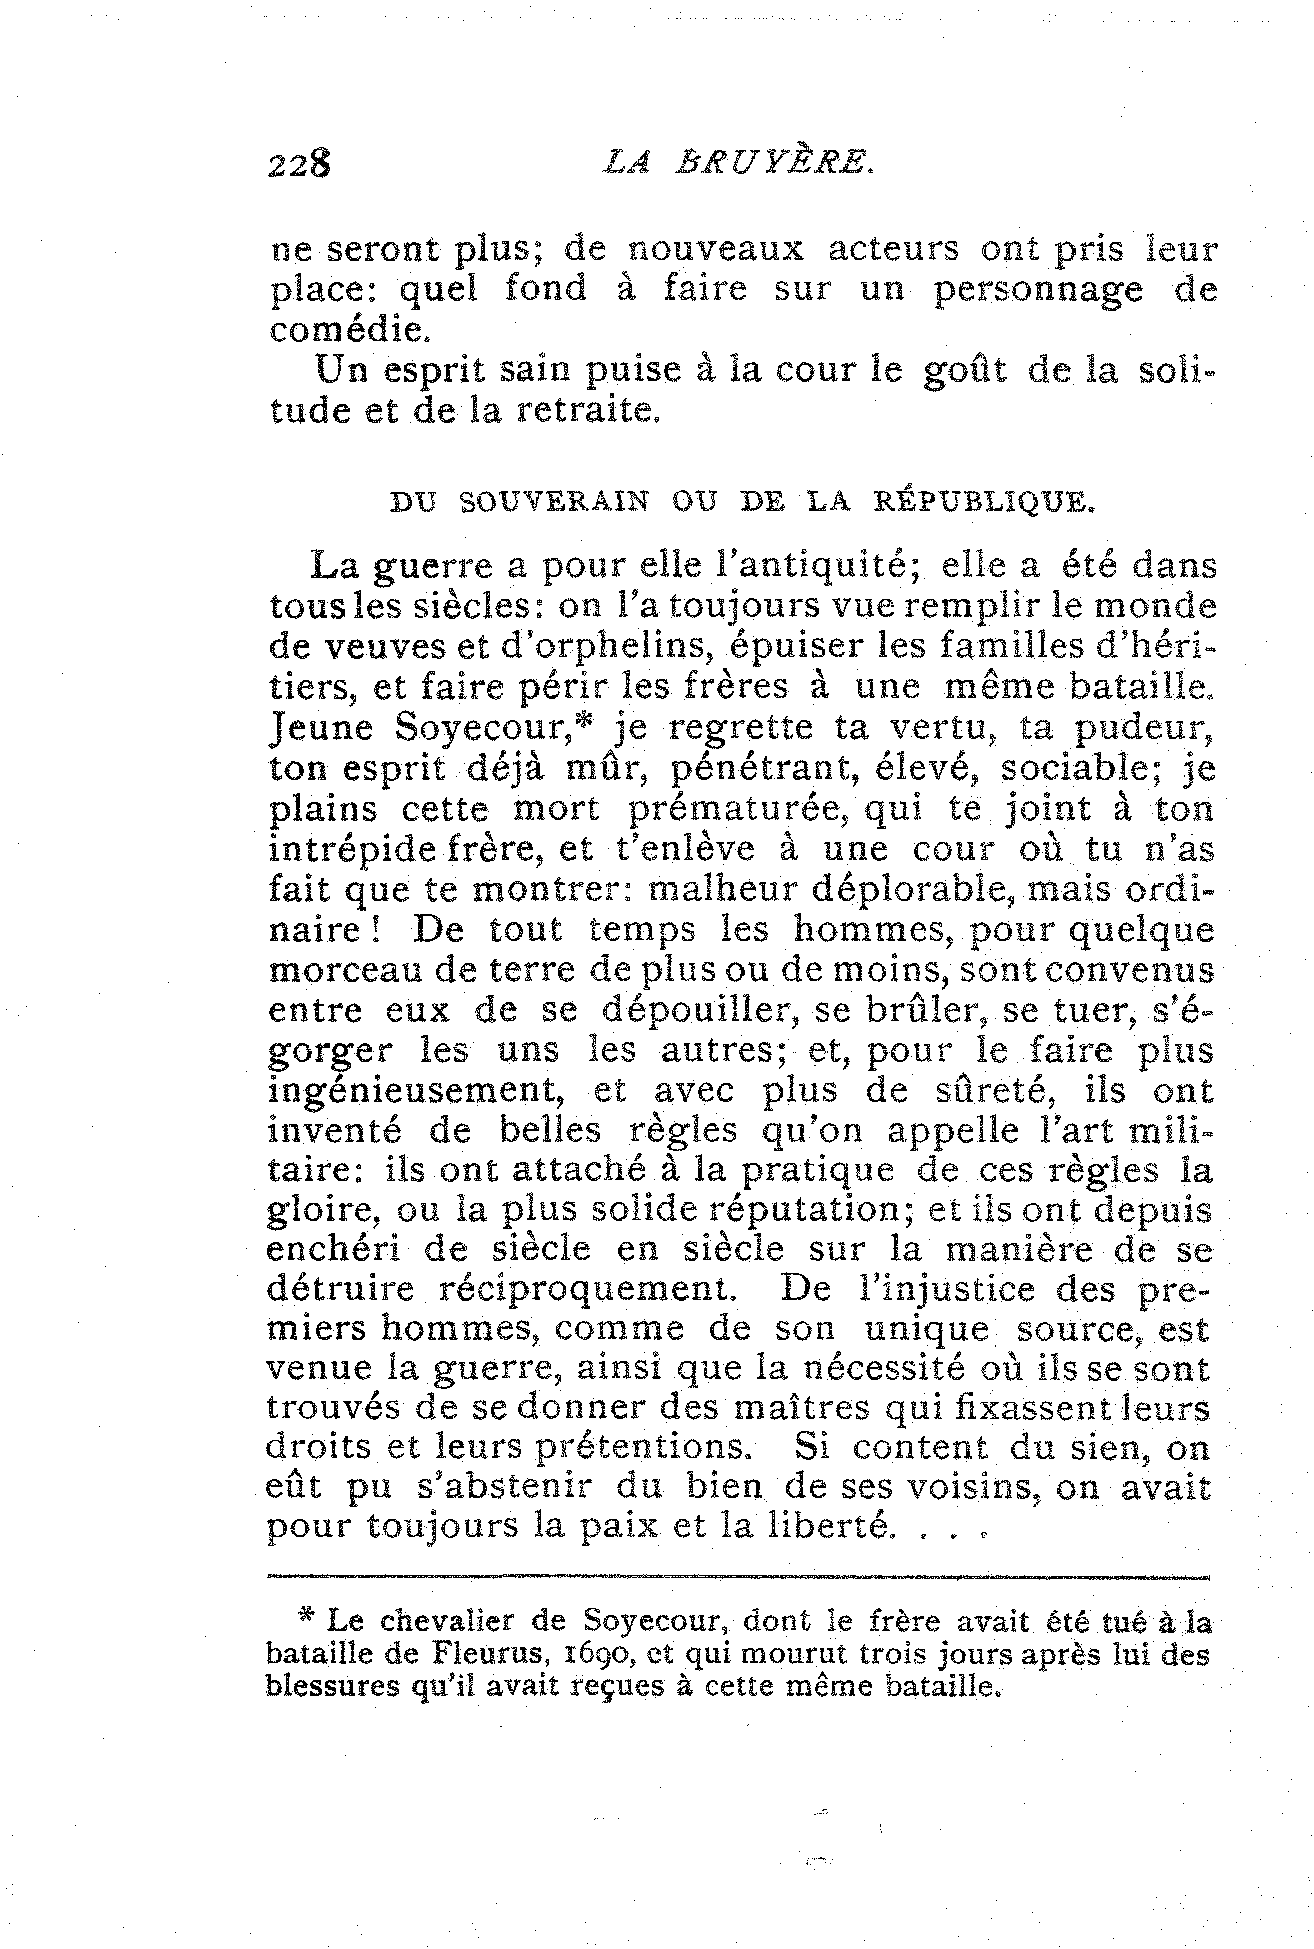 228 LA BRUYÈRE.
ne seront plus; de nouveaux acteurs ont pris leur
place: quel fond à faire sur un personnage de
comédie.
Un esprit sain puise à la cour le goût de la soli-
tude et de la retraite.
DU SOUVERAIN OU DE LA RÉPUBLIQUE.
La guerre a pour elle l'antiquité; elle a été dans
tous les siècles: on l'a toujours vue remplir le monde
de veuves et d'orphelins, épuiser les familles d'héri-
tiers, et faire périr les frères à une même bataille.
Jeune Soyecour,* je regrette ta vertu, ta pudeur,
ton esprit déjà mûr, pénétrant, élevé, sociable; je
plains cette mort prématurée, qui te joint à ton
intrépide frère, et t'enlève à une cour où tu n'as
fait que te montrer: malheur déplorable, mais ordi-
naire! De tout temps les hommes, pour quelque
morceau de terre de plus ou de moins, sont convenus
entre eux de se dépouiller, se brûler, se tuer, s'é-
gorger les uns les autres; et, pour le faire plus
ingénieusement, et avec plus de sûreté, ils ont
inventé de belles règles qu'on appelle l'art mili-
taire: ils ont attaché à la pratique de ces règles la
gloire, ou la plus solide réputation; et ils ont depuis
enchéri de siècle en siècle sur la manière de se
détruire réciproquement. De l'injustice des pre-
miers hommes, comme de son unique source, est
venue la guerre, ainsi que la nécessité où ils se sont
trouvés de se donner des maîtres qui fixassent leurs
droits et leurs prétentions. Si content du sien, on
eût pu s'abstenir du bien de ses voisins, on avait
pour toujours la paix et la liberté. . . .
* Le chevalier de Soyecour, dont le frère avait été tué à la
bataille de Fleurus, 1690, et qui mourut trois jours après lui des
blessures qu'il avait reçues à cette même bataille.